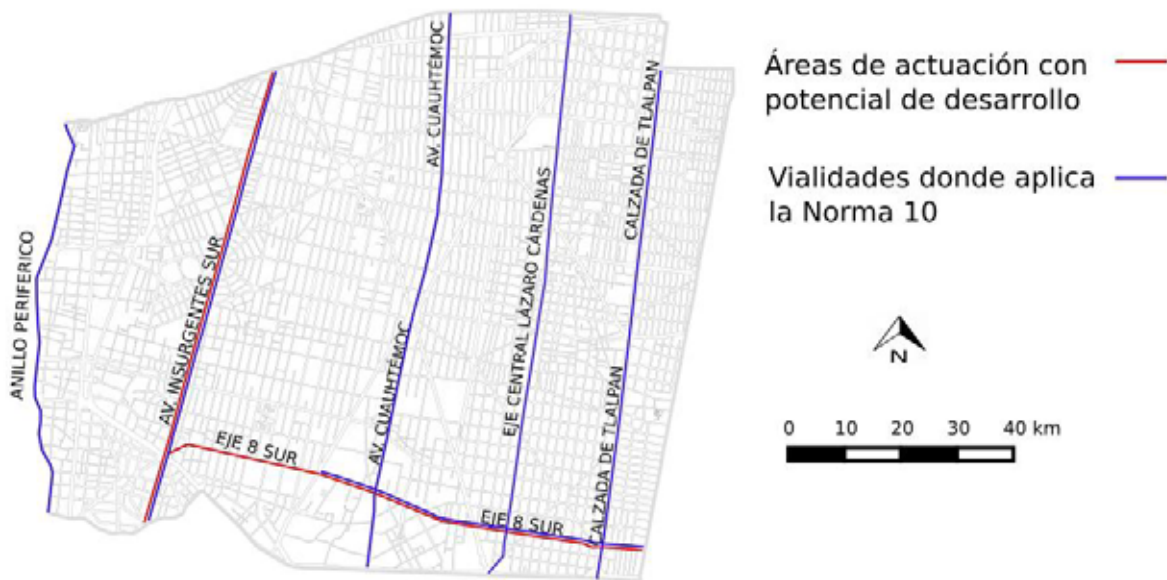 AV. CUAUHTÉMOC
CALZADA DE TLALPAN
ANILLO PERIFERICO
AV. INSURGENTES SUR
EJE CENTRAL LÁZARO CÁRDENAS
AV. CUAUHTÉMOC
CALZADA DE TLALPAN
EJE 8 SUR
EJE 8 SUR
Áreas de actuación con
potencial de desarrollo
Vialidades donde aplica
la Norma 10
N
0 10 20 30 40 km